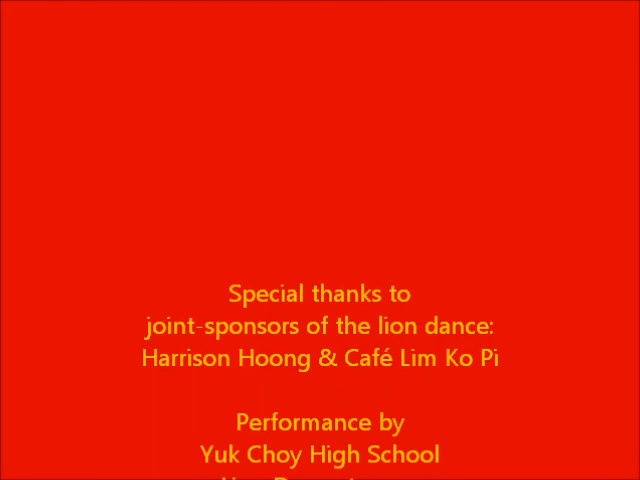 Special thanks to
joint-sponsors of the lion dance:
Harrison Hoong & Café Lim Ko Pi
Performance by
Yuk Choy High School